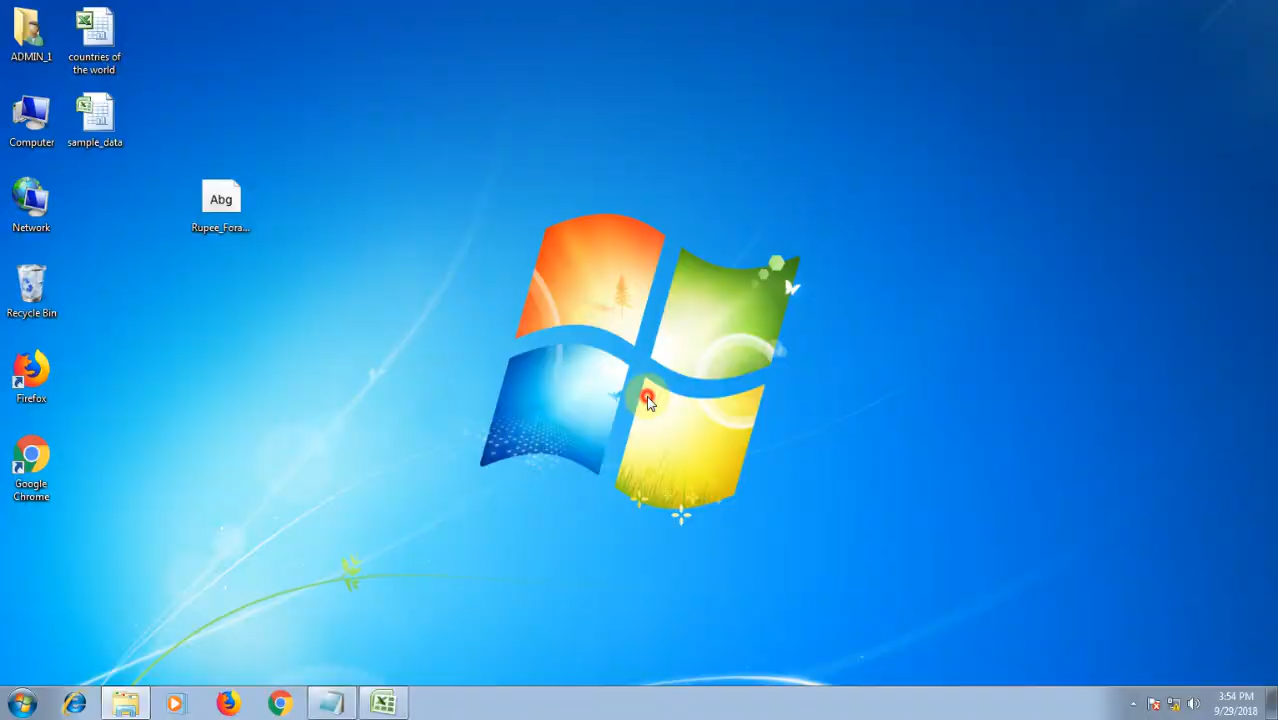 ADMIN_1
countries of
the world
Computer
sample_data
Network
Abg
Rupee_Fora...
Recycle Bin
Firefox
Google
Chrome
3:54 PM
9/29/2018